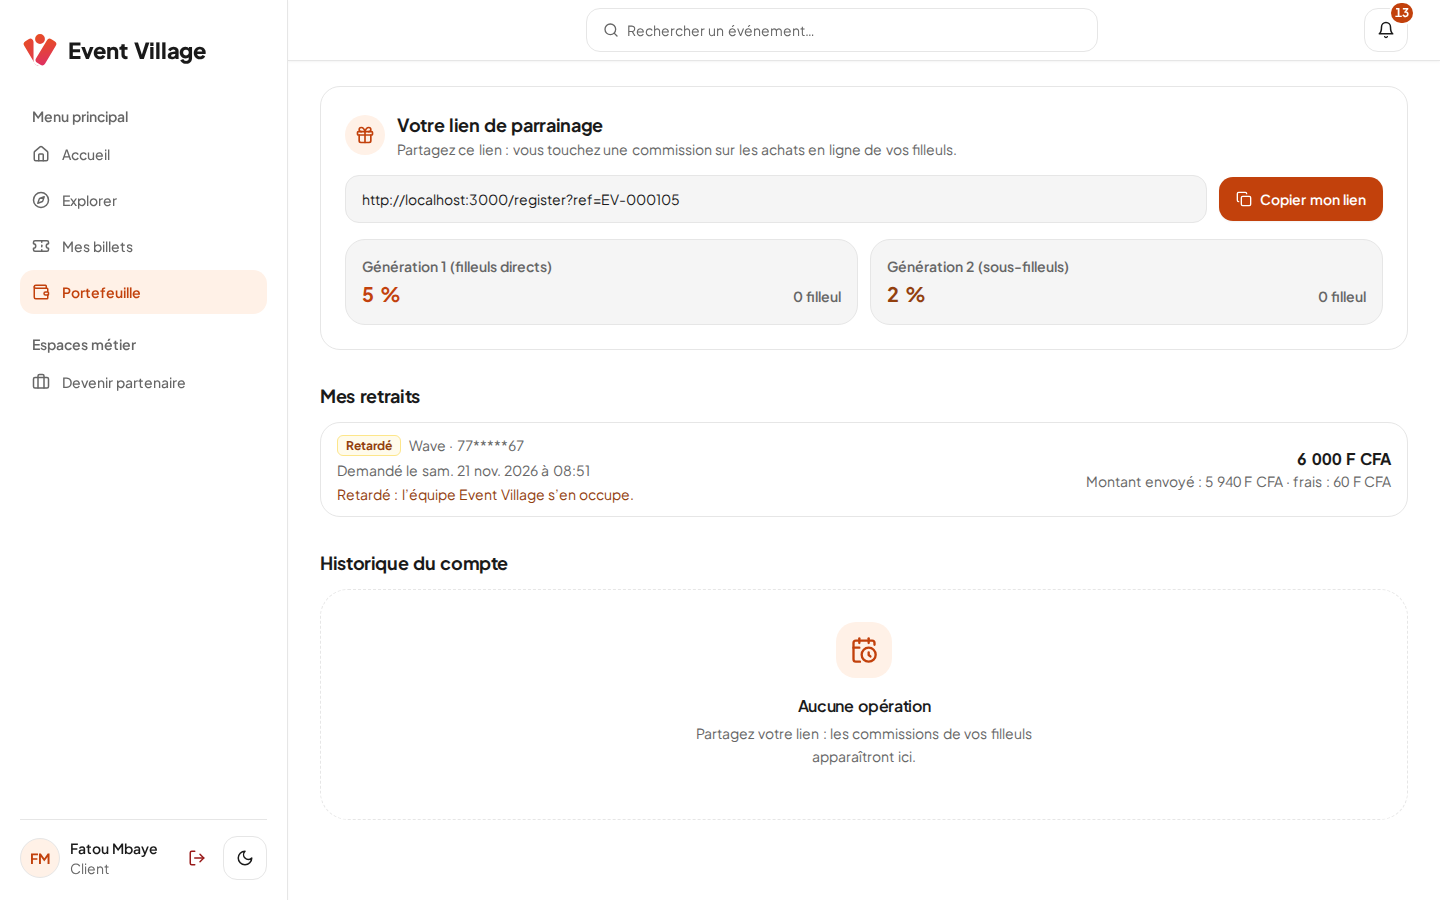 Event Village
Rechercher un événement...
13
Menu principal
Accueil
Explorer
Mes billets
Portefeuille
Espaces métier
Devenir partenaire
FM
Fatou Mbaye
Client
Votre lien de parrainage
Partagez ce lien : vous touchez une commission sur les achats en ligne de vos filleuls.
http://localhost:3000/register?ref=EV-000105
Copier mon lien
Génération 1 (filleuls directs)
5 %
0 filleul
Génération 2 (sous-filleuls)
2 %
0 filleul
Mes retraits
Retardé
Wave · 77*****67
Demandé le sam. 21 nov. 2026 à 08:51
Retardé : l'équipe Event Village s'en occupe.
6 000 F CFA
Montant envoyé : 5 940 F CFA · frais : 60 F CFA
Historique du compte
Aucune opération
Partagez votre lien : les commissions de vos filleuls
apparaîtront ici.